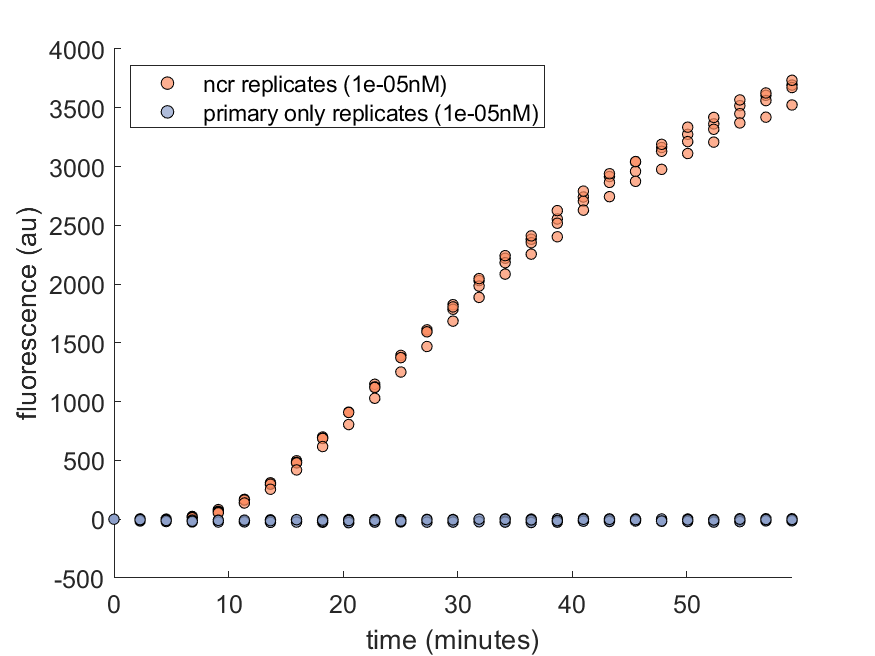 4000
3500
3000
2500
2000
1500
1000
500
0
-500
fluorescence (au)
ncr replicates (1e-05nM)
primary only replicates (1e-05nM)
0 10 20 30 40 50
time (minutes)